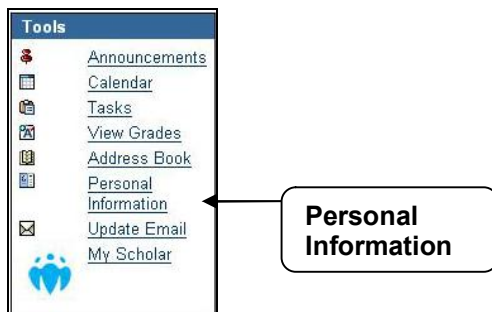 Tools
Announcements
Calendar
Tasks
View Grades
Address Book
Personal
Information
Update Email
My Scholar
Personal
Information